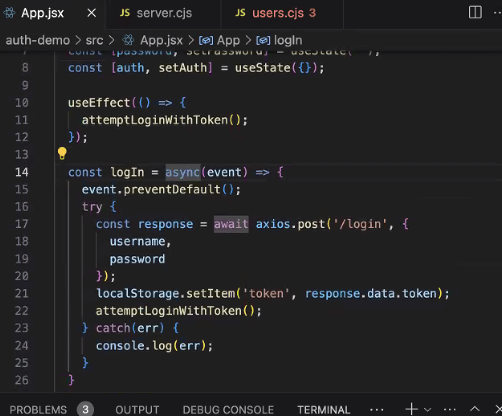 App.jsx × JS server.cjs JS users.cjs 3
auth-demo > src > App.jsx > App > logIn
8 const [auth, setAuth] = useState({});
9
10 useEffect(() => {
11 attemptLoginWithToken();
12 });
13
14 const logIn = async(event) => {
15 event.preventDefault();
16 try {
17 const response = await axios.post('/login', {
18 username,
19 password
20 });
21 localStorage.setItem('token', response.data.token);
22 attemptLoginWithToken();
23 } catch(err) {
24 console.log(err);
25 }
26 }
PROBLEMS 3 OUTPUT DEBUG CONSOLE TERMINAL ...